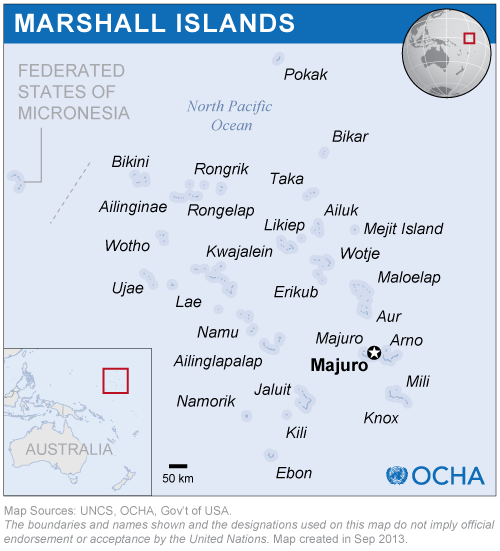 MARSHALL ISLANDS
Pokak
FEDERATED
STATES OF
MICRONESIA
North Pacific
Ocean
Bikar
Bikini
Rongrik
Taka
Ailinginae
Rongelap
Ailuk
Likiep
Mejit Island
Wotho
Kwajalein
Wotje
Ujae
Lae
Erikub
Maloelap
Aur
Namu
Majuro
Arno
Ailinglapalap
Majuro
Mili
Namorik
Jaluit
Knox
Kili
Ebon
AUSTRALIA
50 km
OCHA
Map Sources: UNCS, OCHA, Gov't of USA.
The boundaries and names shown and the designations used on this map do not imply official
endorsement or acceptance by the United Nations. Map created in Sep 2013.